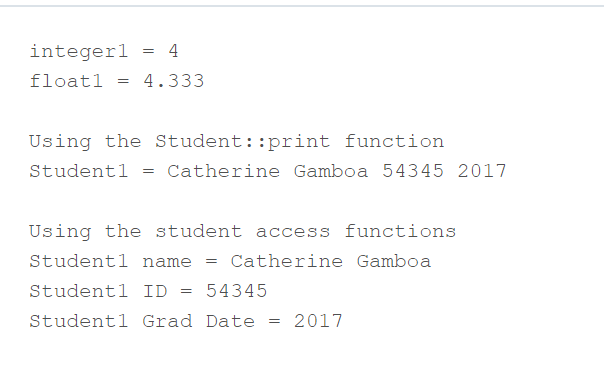 integer1 = 4
float1 = 4.333
Using the Student::print function
Student1 = Catherine Gamboa 54345 2017
Using the student access functions
Student1 name = Catherine Gamboa
Student1 ID = 54345
Student1 Grad Date = 2017